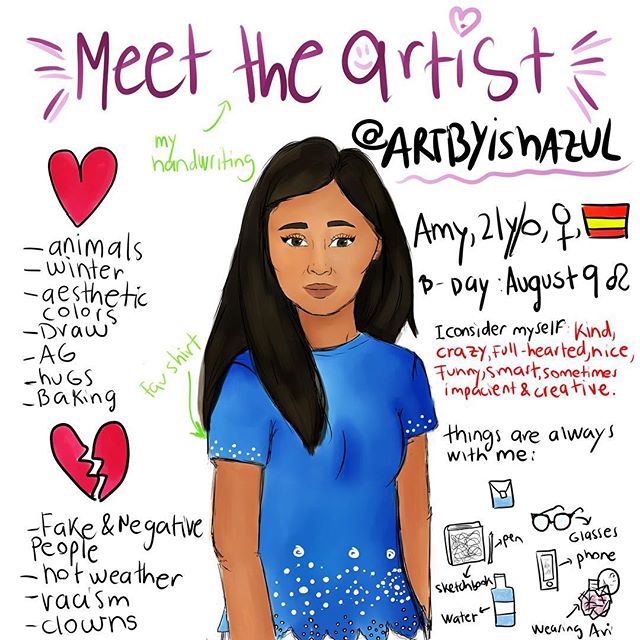 Meet the artist
my
handwriting
@ARTBYISHAZUL
Amy, 21y/o, ♀,
B-Day: August 9 ♌
I consider myself: Kind,
crazy, full-hearted, nice,
Funny, smart, sometimes
impacient & creative.
- animals
- winter
- aesthetic
colors
- Draw
- AG
- hugs
- Baking
Fav shirt
- Fake & Negative
People
- hot weather
- racism
- clowns
things are always
with me:
pen
sketchbook
water
Glasses
phone
wearing Ari